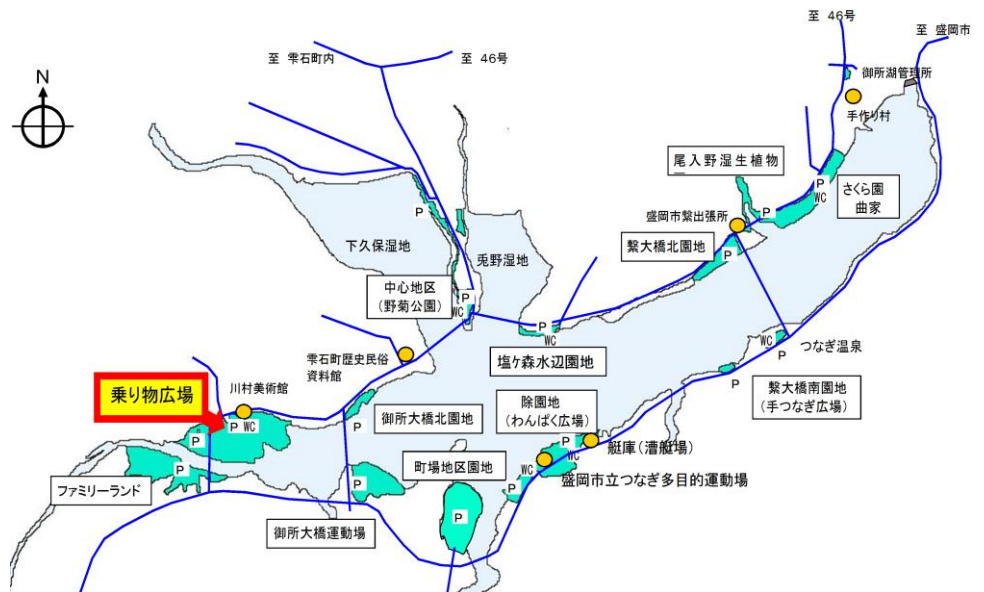 至 46号
至 盛岡市
至 雫石町内
至 46号
N
御所湖管理所
手作り村
尾入野湿生植物
P
WC
さくら園
曲家
P
盛岡市繋出張所
P
下久保湿地
兎野湿地
繋大橋北園地
P
中心地区
(野菊公園)
P
WC
P
WC
塩ケ森水辺園地
WC
P
つなぎ温泉
雫石町歴史民俗
資料館
P
繋大橋南園地
(手つなぎ広場)
乗り物広場
川村美術館
P WC
P
P
御所大橋北園地
除園地
(わんぱく広場)
P
WC
艇庫(漕艇場)
町場地区園地
WC
P
盛岡市立つなぎ多目的運動場
P
ファミリーランド
P
P
御所大橋運動場